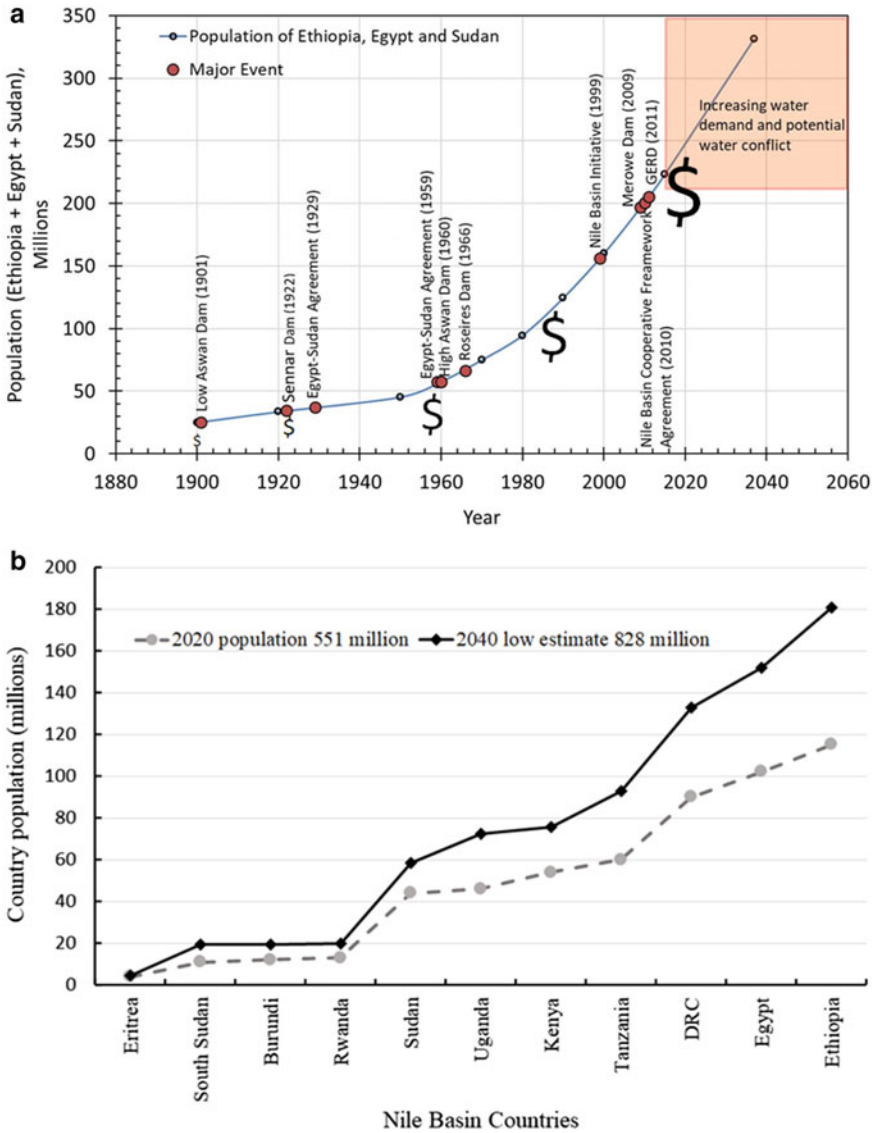 a
Population (Ethiopia + Egypt + Sudan),
Millions
350
300
250
200
150
100
50
0
Population of Ethiopia, Egypt and Sudan
Major Event
Low Aswan Dam (1901)
Sennar Dam (1922)
Egypt-Sudan Agreement (1929)
Egypt-Sudan Agreement (1959)
High Aswan Dam (1960)
Roseires Dam (1966)
Nile Basin Initiative (1999)
Merowe Dam (2009)
GERD (2011)
Nile Basin Cooperative Freamework
Agreement (2010)
Increasing water
demand and potential
water conflict
$
$
$
$
$
1880 1900 1920 1940 1960 1980 2000 2020 2040 2060
Year
b
Country population (millions)
200
180
160
140
120
100
80
60
40
20
0
2020 population 551 million
2040 low estimate 828 million
Eritrea
South Sudan
Burundi
Rwanda
Sudan
Uganda
Kenya
Tanzania
DRC
Egypt
Ethiopia
Nile Basin Countries